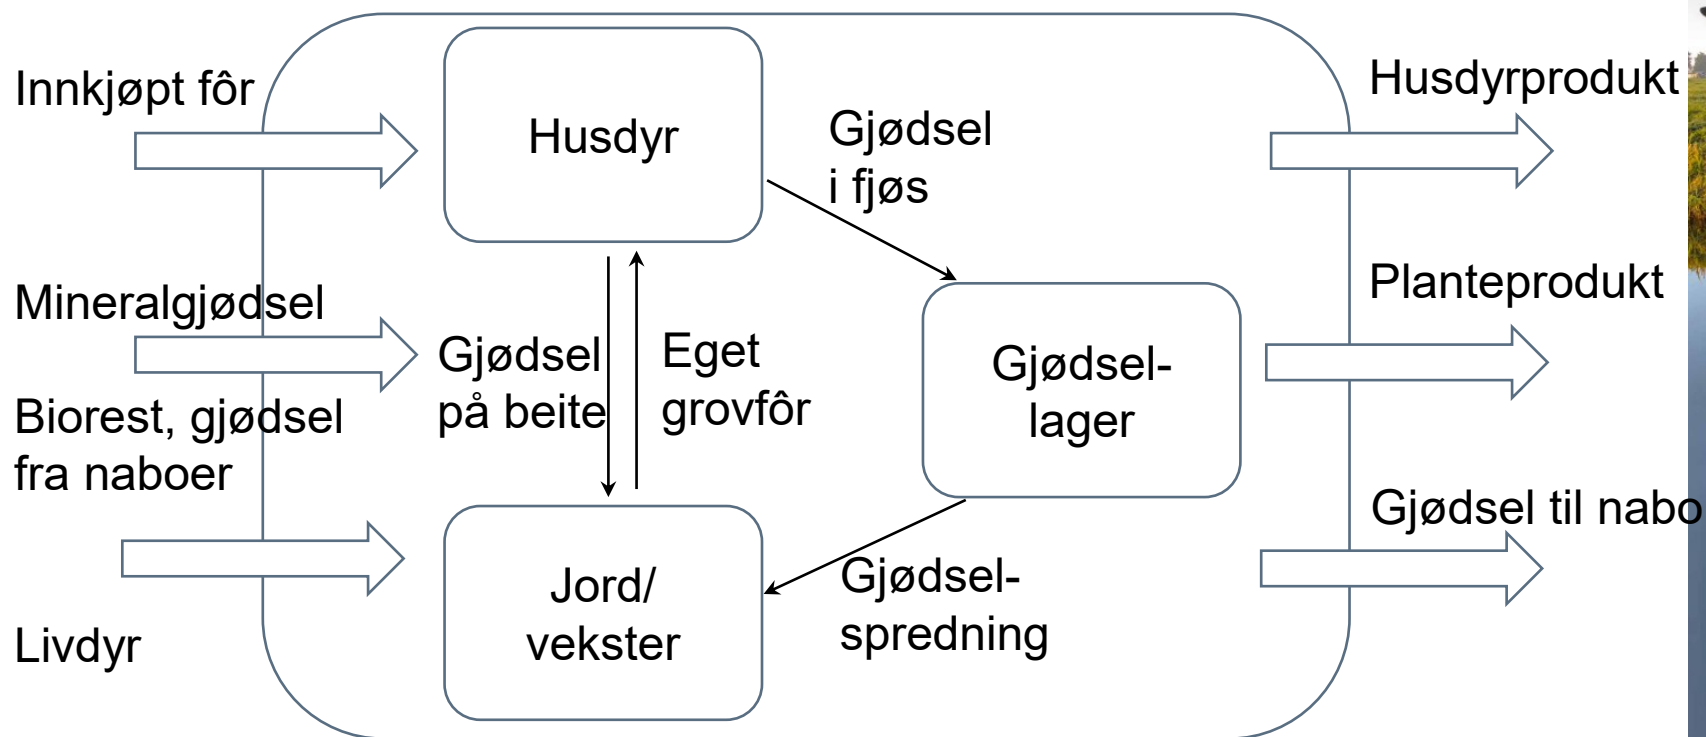 Innkjøpt fôr
Mineralgjødsel
Biorest, gjødsel
fra naboer
Livdyr
Husdyr
Gjødsel
i fjøs
Gjødsel
på beite
Eget
grovfôr
Gjødsel-
lager
Jord/
vekster
Gjødsel-
spredning
Husdyrprodukt
Planteprodukt
Gjødsel til nabo